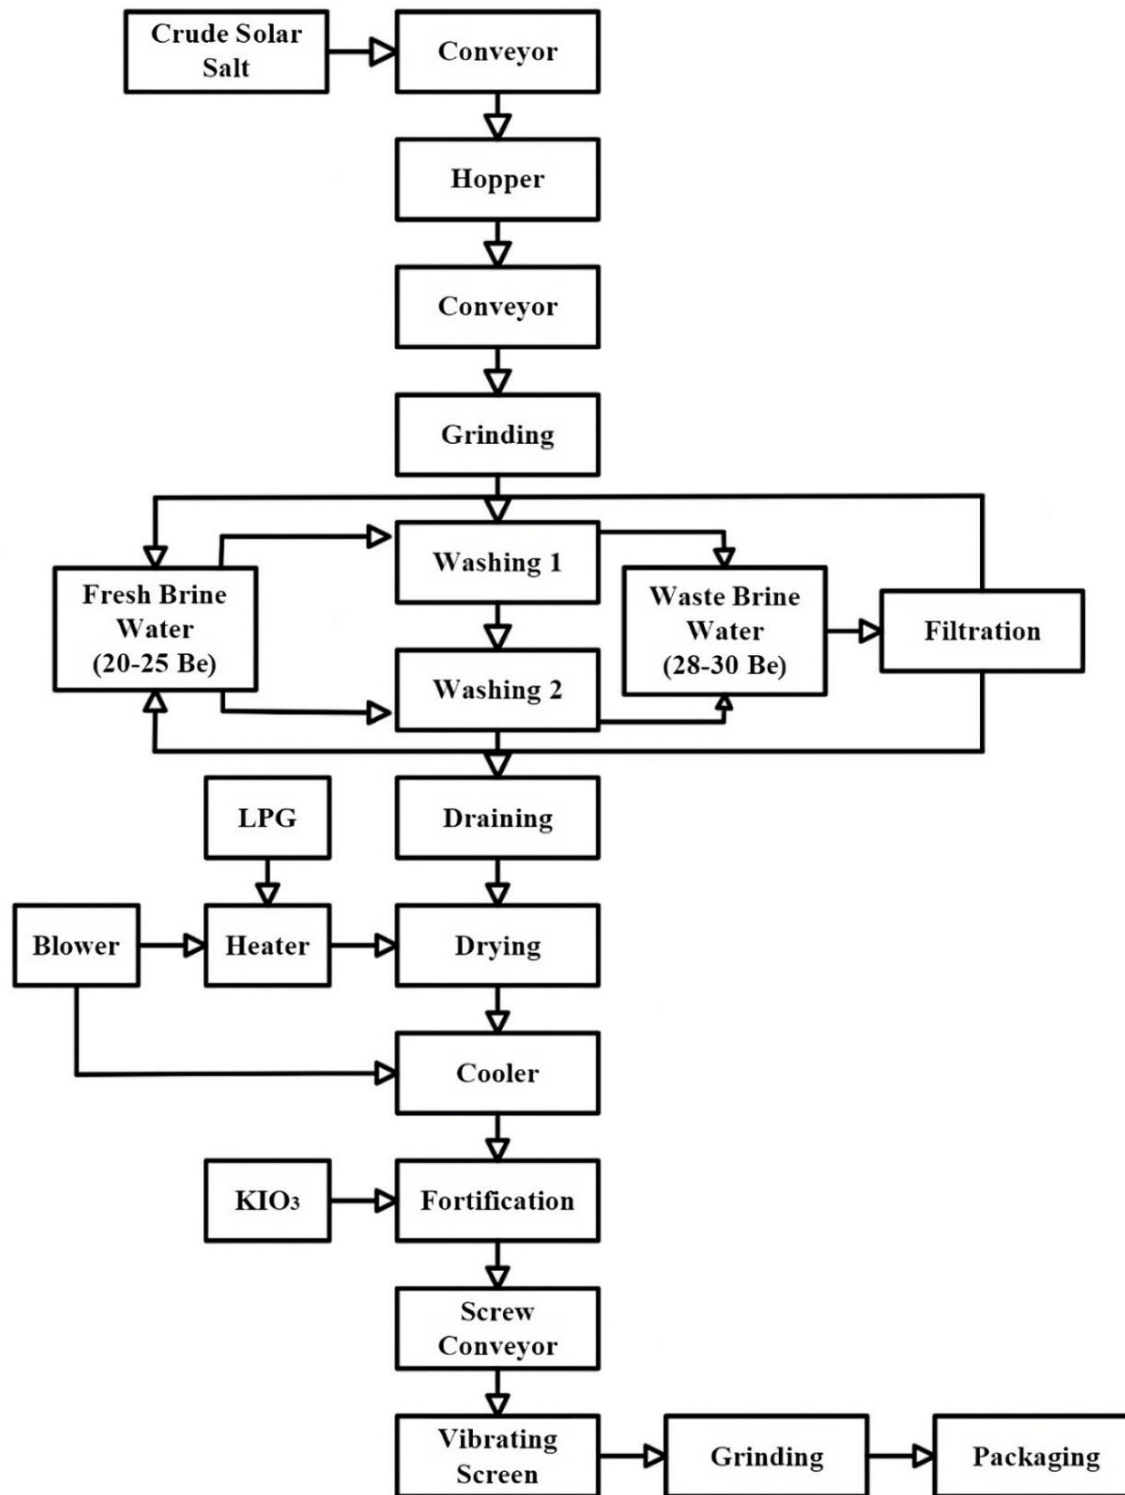 Crude Solar
Salt
Conveyor
Hopper
Conveyor
Grinding
Washing 1
Fresh Brine
Water
(20-25 Be)
Waste Brine
Water
(28-30 Be)
Filtration
Washing 2
LPG
Draining
Blower
Heater
Drying
Cooler
KIO₃
Fortification
Screw
Conveyor
Vibrating
Screen
Grinding
Packaging